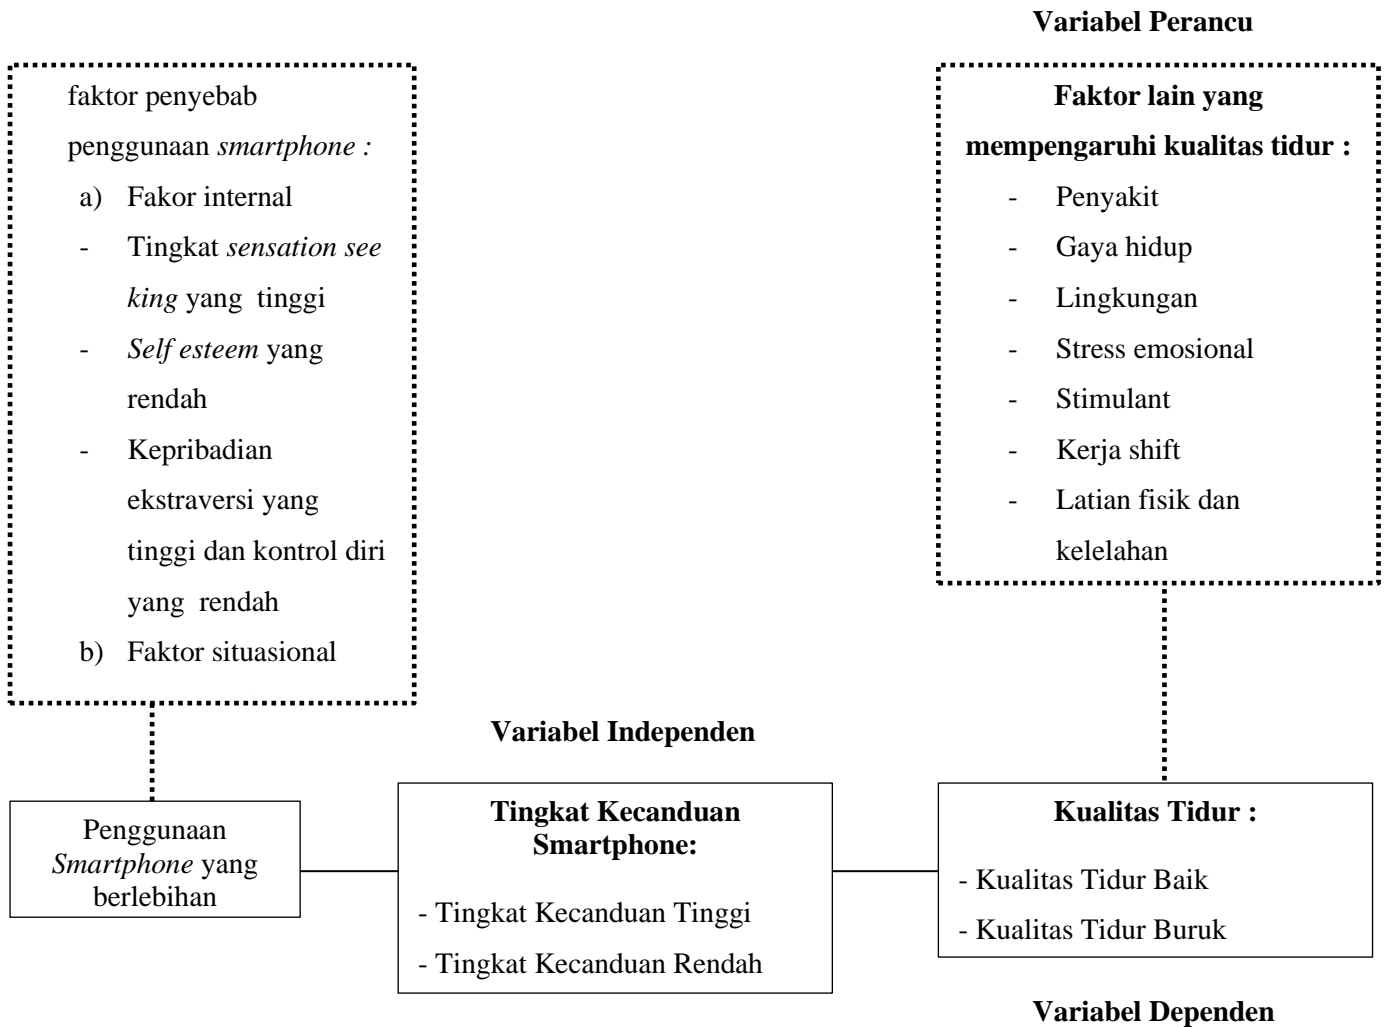 Variabel Perancu
faktor penyebab
penggunaan smartphone :
a) Fakor internal
- Tingkat sensation see
king yang tinggi
- Self esteem yang
rendah
- Kepribadian
ekstraversi yang
tinggi dan kontrol diri
yang rendah
b) Faktor situasional
Faktor lain yang
mempengaruhi kualitas tidur :
- Penyakit
- Gaya hidup
- Lingkungan
- Stress emosional
- Stimulant
- Kerja shift
- Latian fisik dan
kelelahan
Variabel Independen
Penggunaan
Smartphone yang
berlebihan
Tingkat Kecanduan
Smartphone:
- Tingkat Kecanduan Tinggi
- Tingkat Kecanduan Rendah
Kualitas Tidur :
- Kualitas Tidur Baik
- Kualitas Tidur Buruk
Variabel Dependen